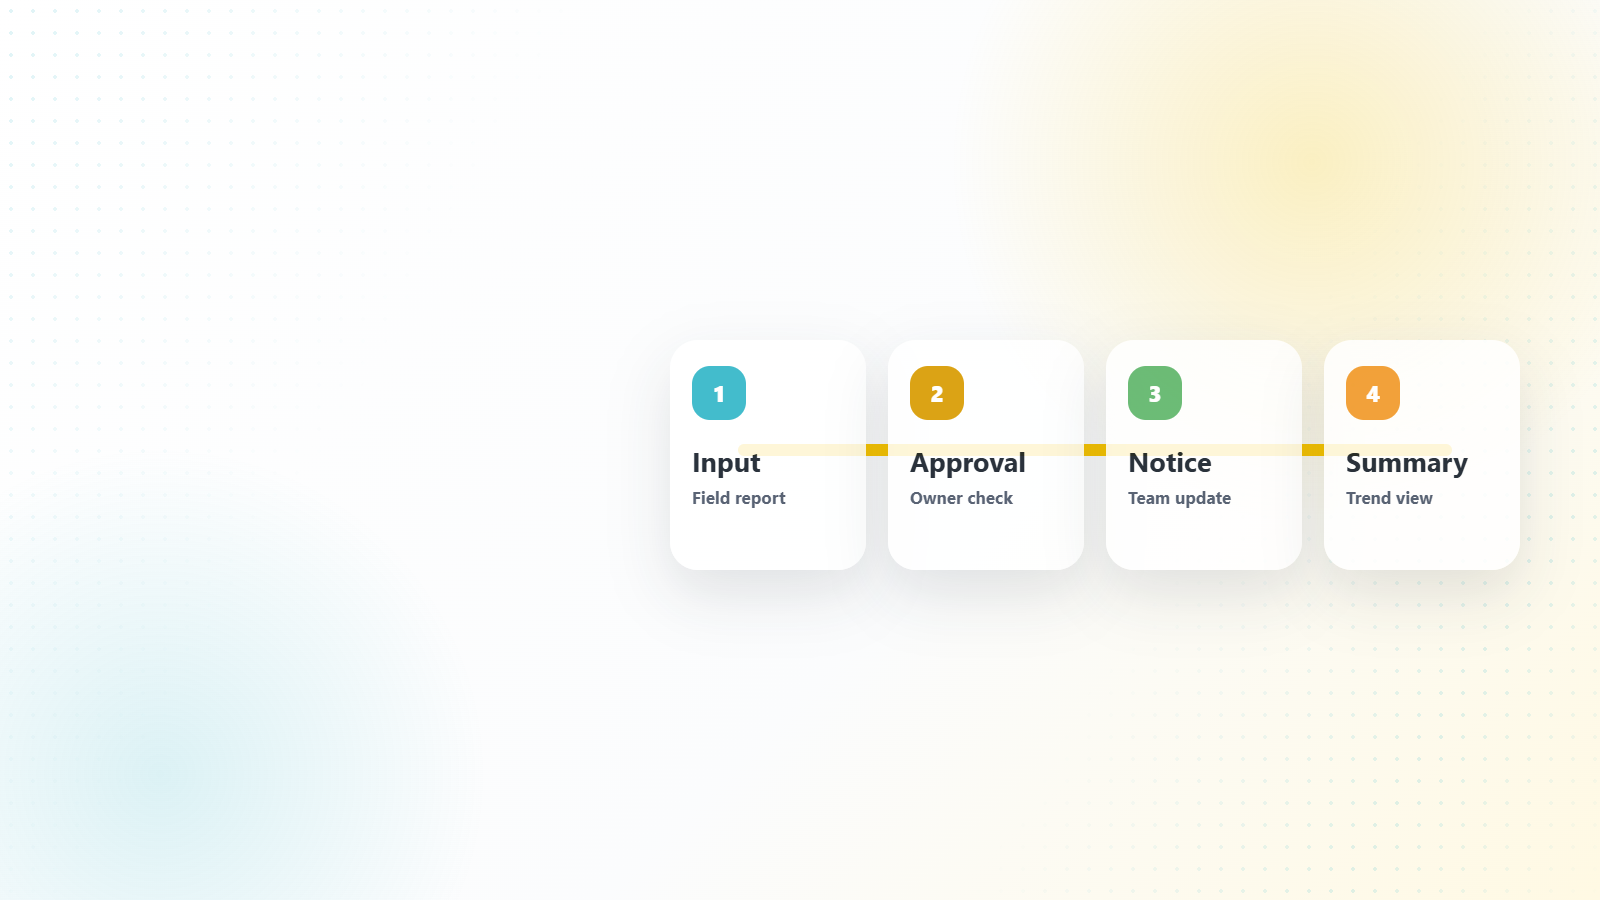 1
Input
Field report
2
Approval
Owner check
3
Notice
Team update
4
Summary
Trend view